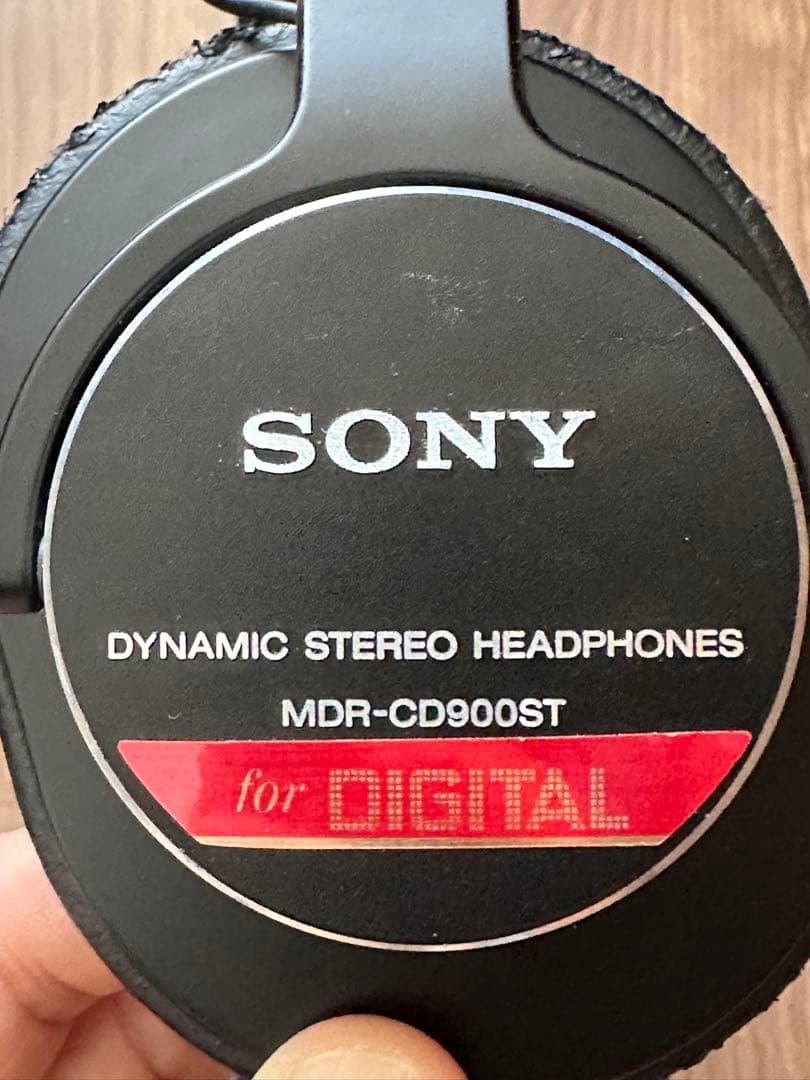 SONY
DYNAMIC STEREO HEADPHONES
MDR-CD900ST
for DIGITAL